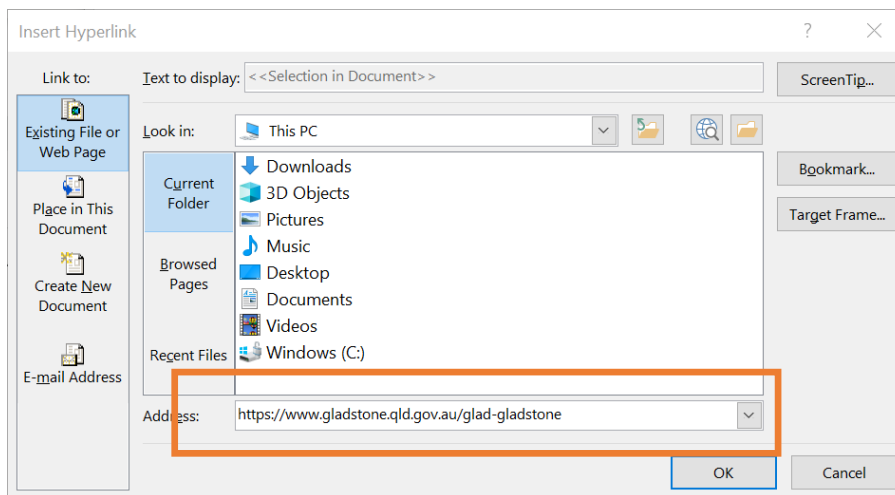 Insert Hyperlink
Link to:
Text to display: <<Selection in Document>>
ScreenTip...
Existing File or
Web Page
Look in: This PC
Place in This
Document
Create New
Document
E-mail Address
Current
Folder
Browsed
Pages
Recent Files
Downloads
3D Objects
Pictures
Music
Desktop
Documents
Videos
Windows (C:)
Bookmark...
Target Frame...
Address: https://www.gladstone.qld.gov.au/glad-gladstone
OK
Cancel